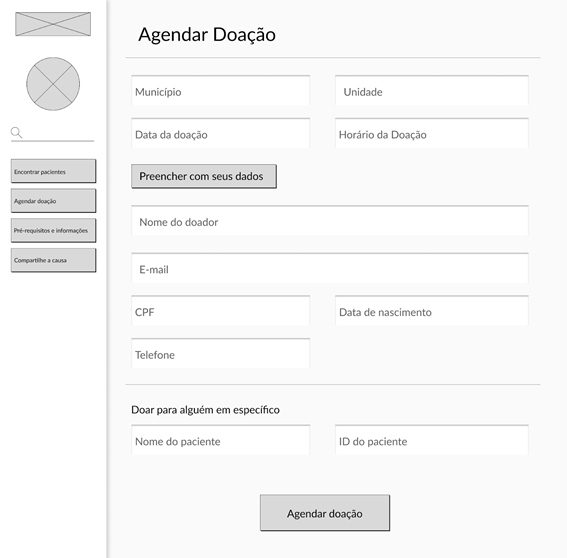 Agendar Doação
Município
Unidade
Data da doação
Horário da Doação
Encontrar pacientes
Agendar doação
Pré-requisitos e informações
Compartilhe a causa
Preencher com seus dados
Nome do doador
E-mail
CPF
Data de nascimento
Telefone
Doar para alguém em específico
Nome do paciente
ID do paciente
Agendar doação